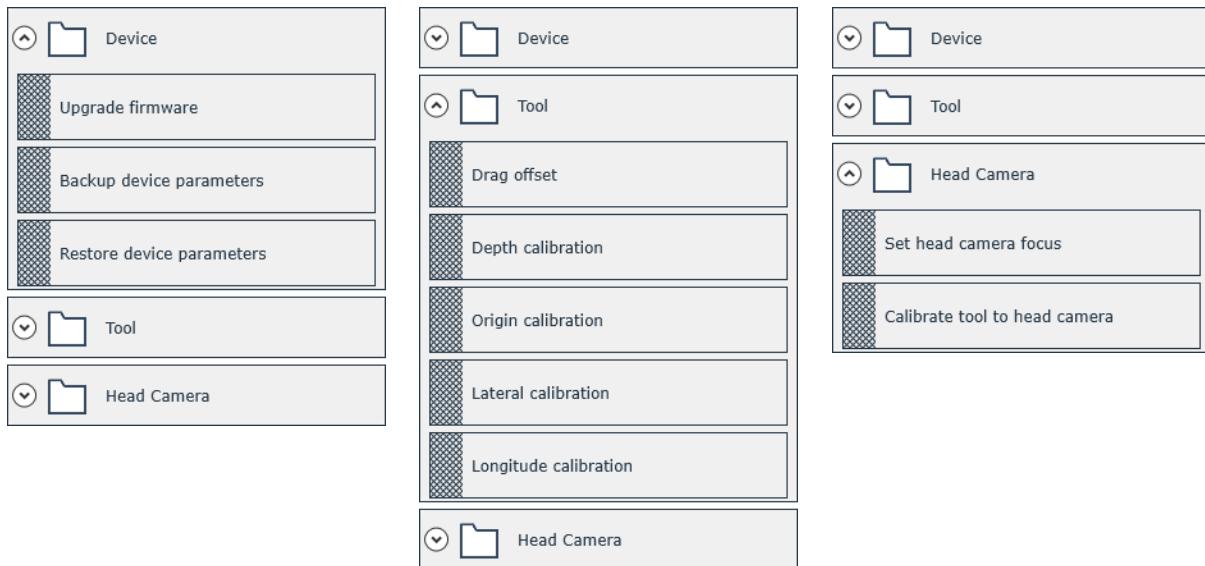 Device
Upgrade firmware
Backup device parameters
Restore device parameters
Tool
Head Camera
Device
Tool
Drag offset
Depth calibration
Origin calibration
Lateral calibration
Longitude calibration
Head Camera
Device
Tool
Head Camera
Set head camera focus
Calibrate tool to head camera